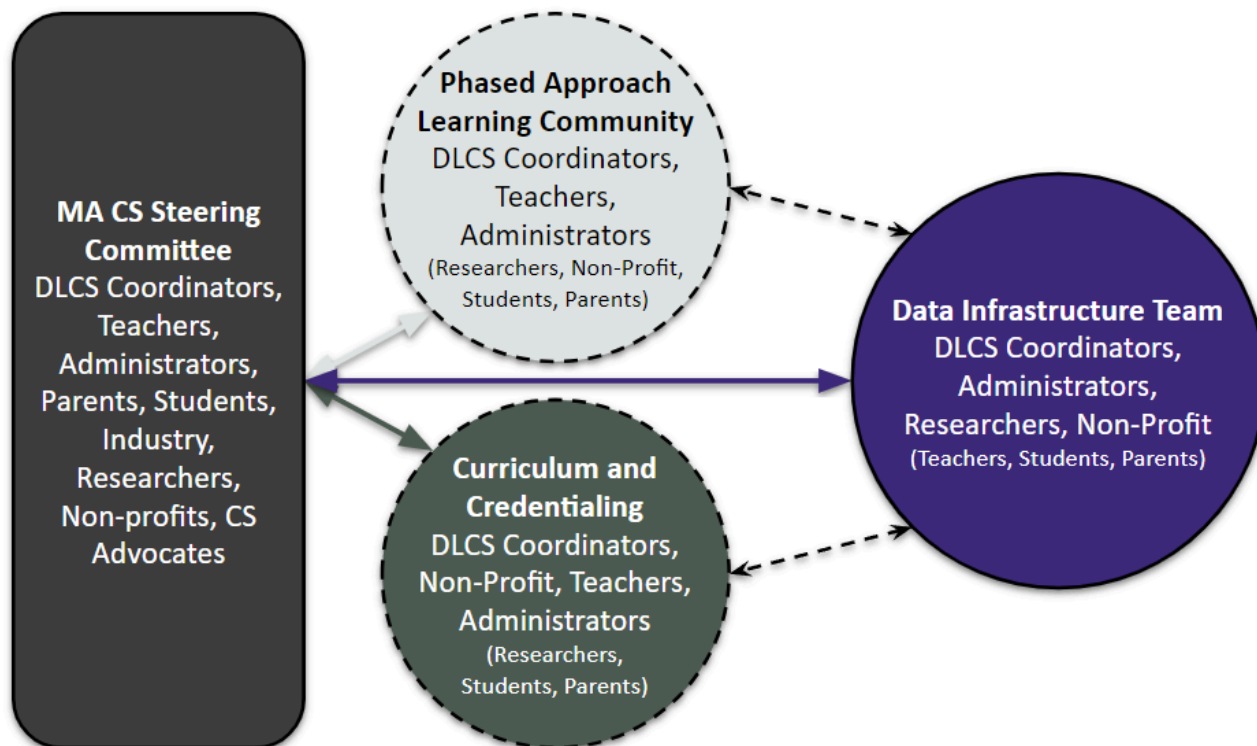 MA CS Steering
Committee
DLCS Coordinators,
Teachers,
Administrators,
Parents, Students,
Industry,
Researchers,
Non-profits, CS
Advocates
Phased Approach
Learning Community
DLCS Coordinators,
Teachers,
Administrators
(Researchers, Non-Profit,
Students, Parents)
Curriculum and
Credentialing
DLCS Coordinators,
Non-Profit, Teachers,
Administrators
(Researchers,
Students, Parents)
Data Infrastructure Team
DLCS Coordinators,
Administrators,
Researchers, Non-Profit
(Teachers, Students, Parents)